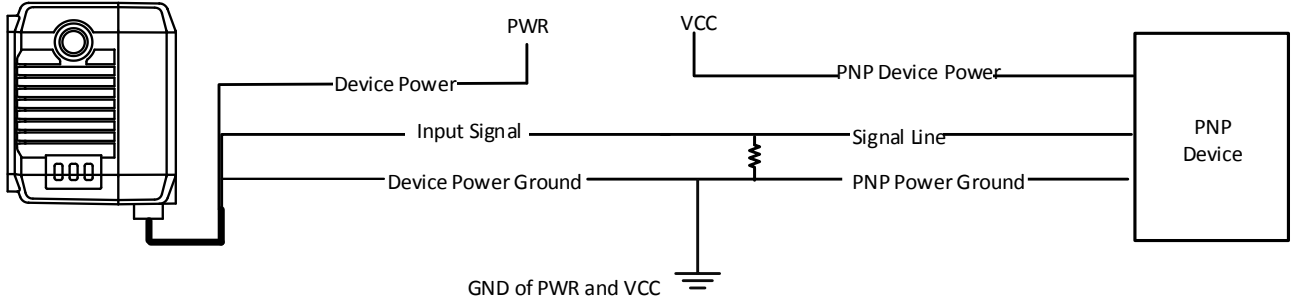 PWR
VCC
Device Power
PNP Device Power
Input Signal
Signal Line
PNP
Device
Device Power Ground
PNP Power Ground
GND of PWR and VCC